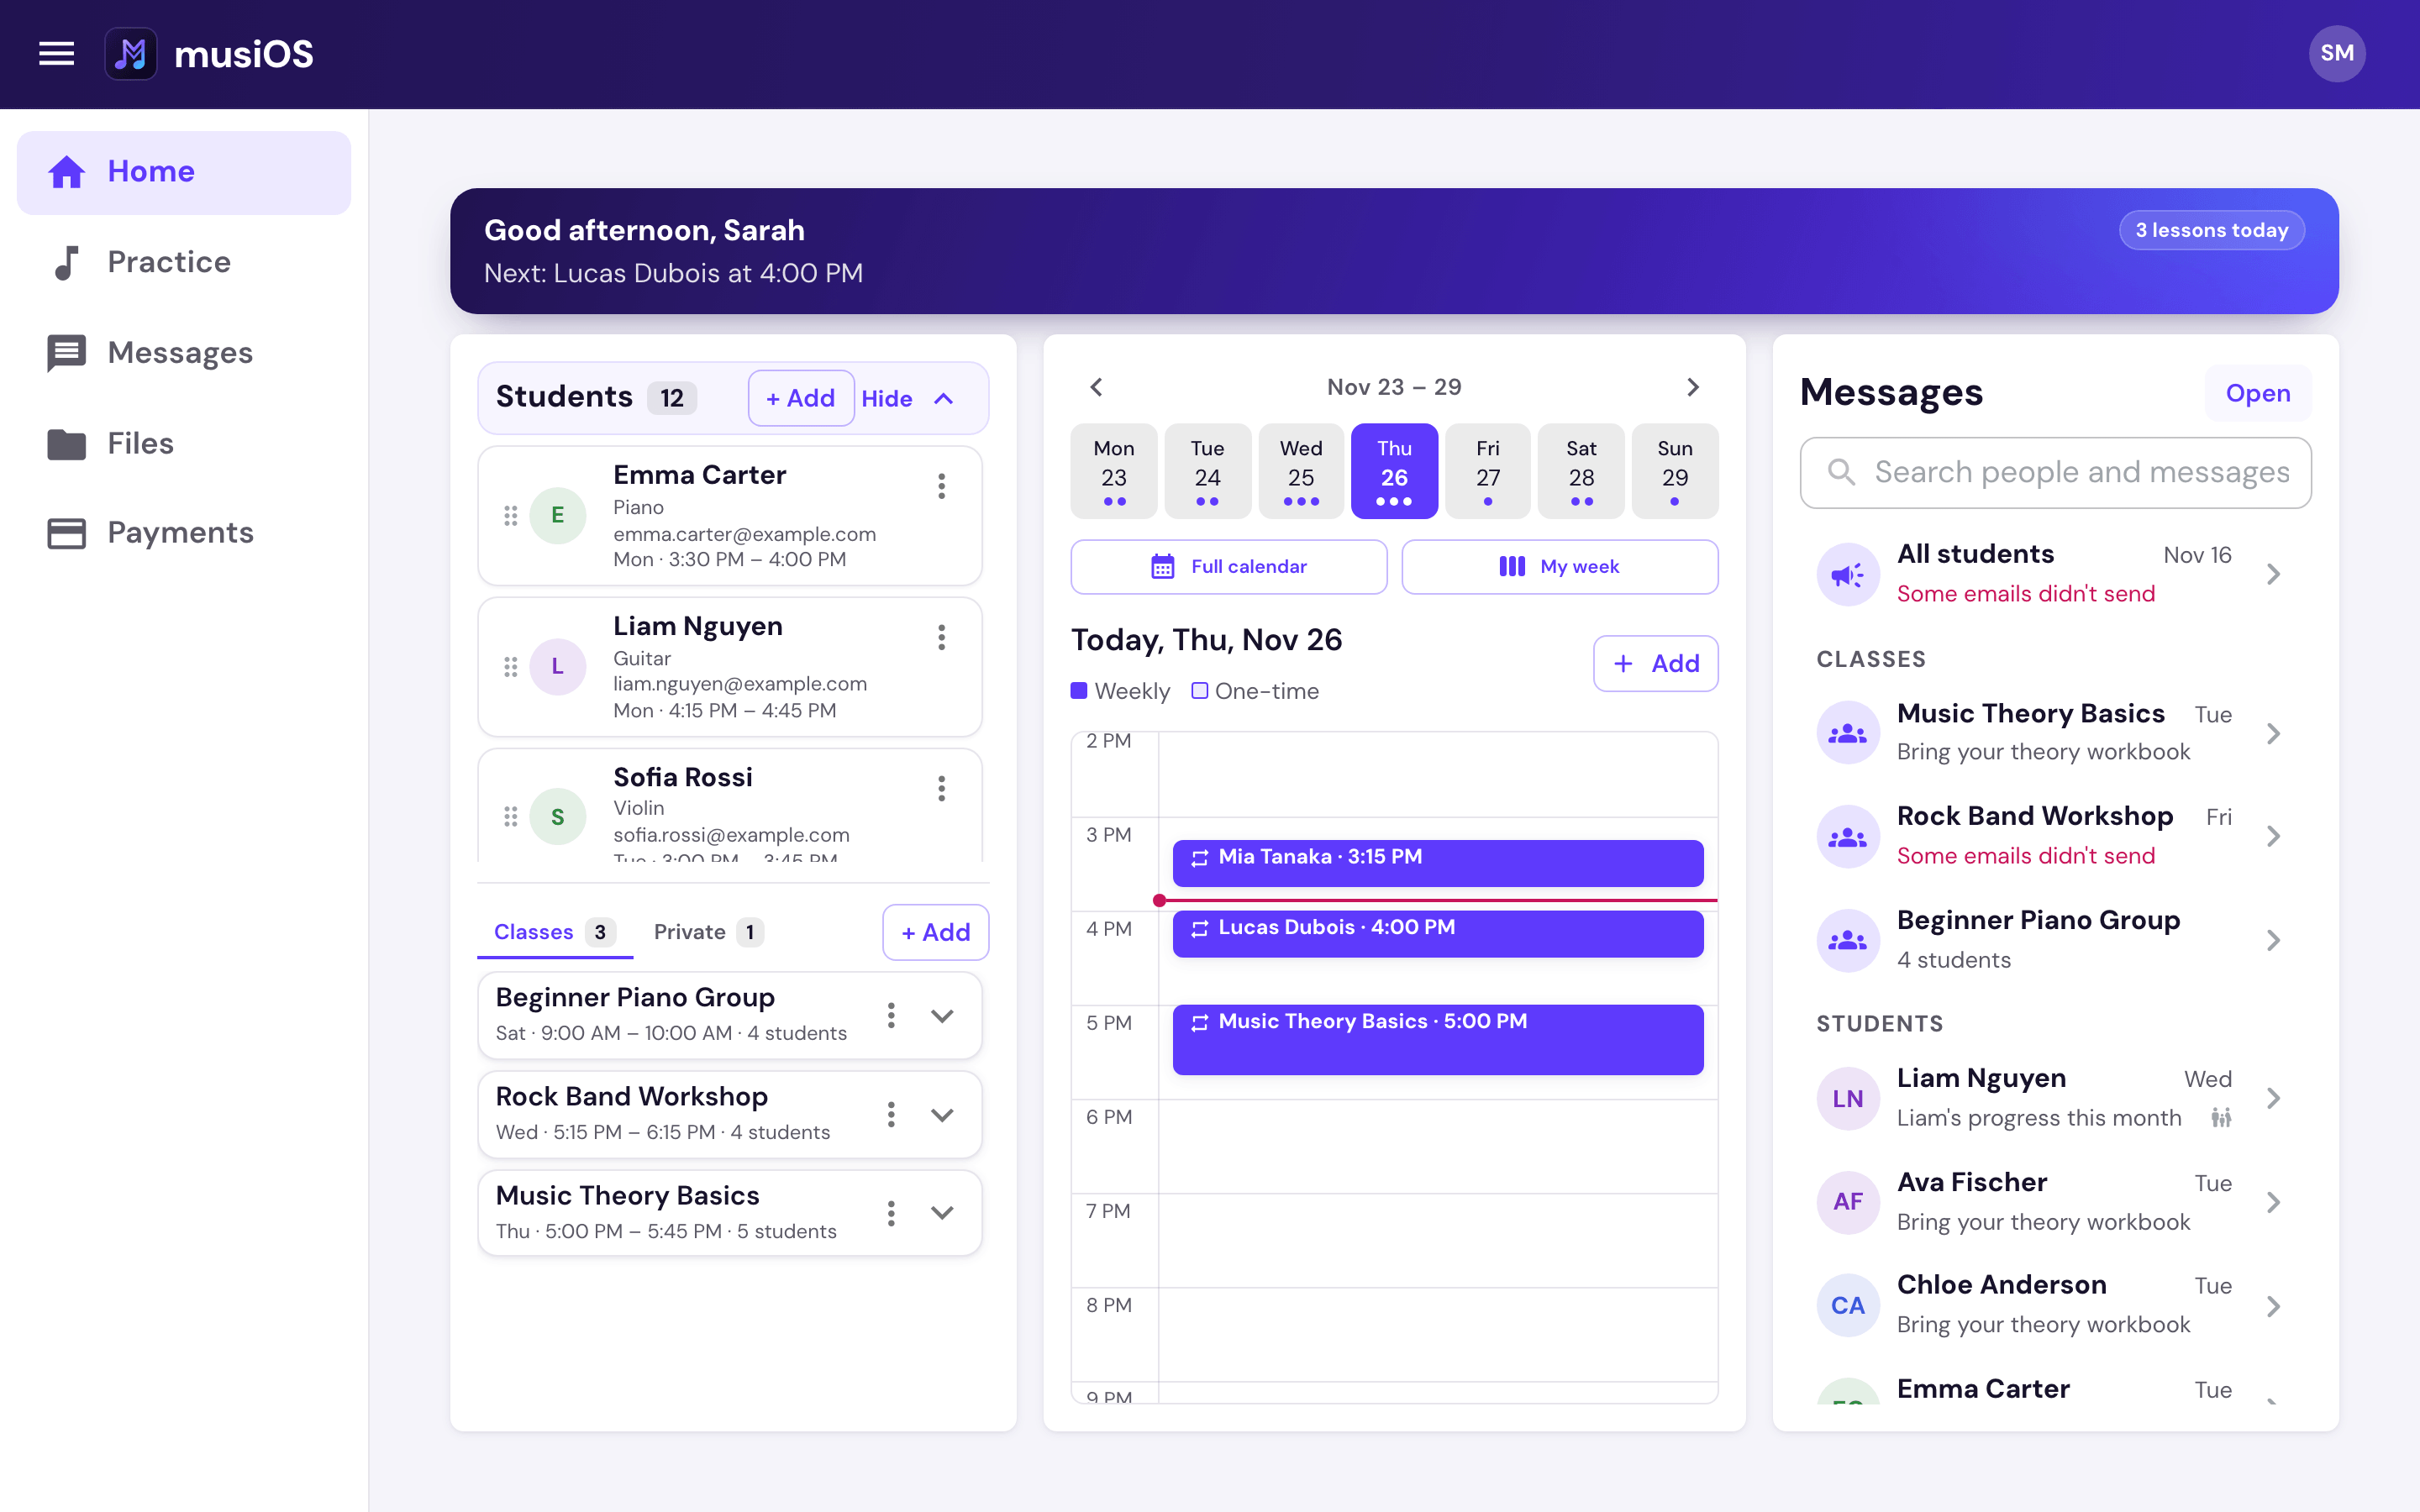 musiOS
SM
Home
Practice
Messages
Files
Payments
Good afternoon, Sarah
Next: Lucas Dubois at 4:00 PM
3 lessons today
Students 12 + Add Hide
E
Emma Carter
Piano
emma.carter@example.com
Mon · 3:30 PM – 4:00 PM
L
Liam Nguyen
Guitar
liam.nguyen@example.com
Mon · 4:15 PM – 4:45 PM
S
Sofia Rossi
Violin
sofia.rossi@example.com
Tue · 3:00 PM – 3:45 PM
Classes 3 Private 1 + Add
Beginner Piano Group
Sat · 9:00 AM – 10:00 AM · 4 students
Rock Band Workshop
Wed · 5:15 PM – 6:15 PM · 4 students
Music Theory Basics
Thu · 5:00 PM – 5:45 PM · 5 students
Nov 23 – 29
Mon Tue Wed Thu Fri Sat Sun
23 24 25 26 27 28 29
Full calendar My week
Today, Thu, Nov 26
+ Add
Weekly One-time
2 PM
3 PM
Mia Tanaka · 3:15 PM
4 PM
Lucas Dubois · 4:00 PM
5 PM
Music Theory Basics · 5:00 PM
6 PM
7 PM
8 PM
9 PM
Messages Open
Search people and messages
All students Nov 16
Some emails didn't send
CLASSES
Music Theory Basics Tue
Bring your theory workbook
Rock Band Workshop Fri
Some emails didn't send
Beginner Piano Group
4 students
STUDENTS
LN
Liam Nguyen Wed
Liam's progress this month
AF
Ava Fischer Tue
Bring your theory workbook
CA
Chloe Anderson Tue
Bring your theory workbook
EC
Emma Carter Tue